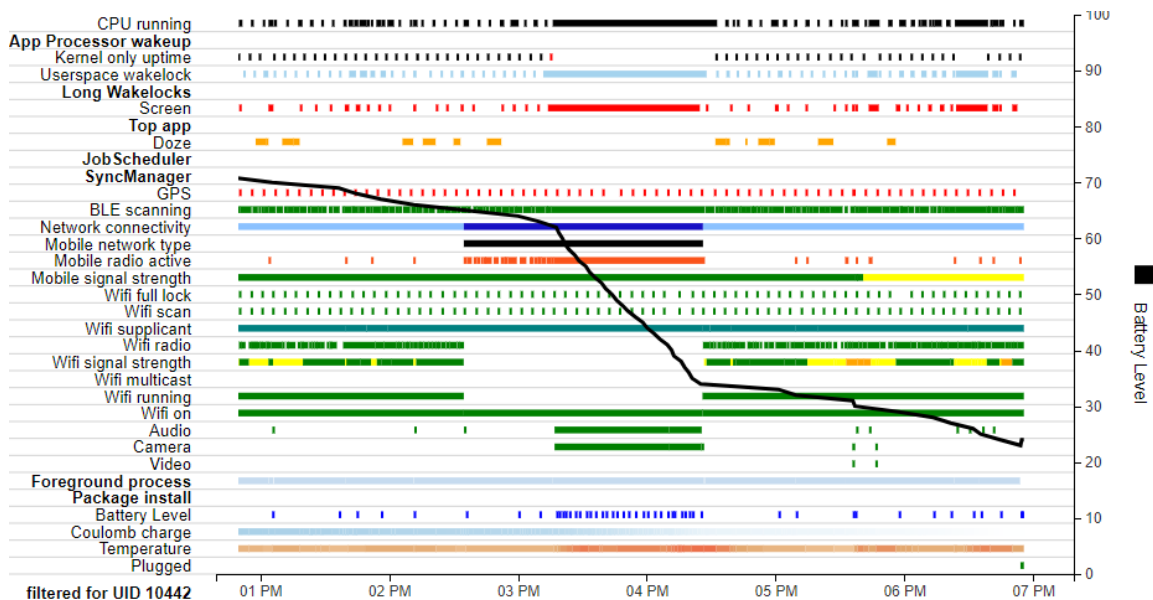 CPU running
App Processor wakeup
Kernel only uptime
Userspace wakelock
Long Wakelocks
Screen
Top app
Doze
JobScheduler
SyncManager
GPS
BLE scanning
Network connectivity
Mobile network type
Mobile radio active
Mobile signal strength
Wifi full lock
Wifi scan
Wifi supplicant
Wifi radio
Wifi signal strength
Wifi multicast
Wifi running
Wifi on
Audio
Camera
Video
Foreground process
Package install
Battery Level
Coulomb charge
Temperature
Plugged
filtered for UID 10442
01 PM
02 PM
03 PM
04 PM
05 PM
06 PM
07 PM
100
90
80
70
60
50
40
30
20
10
0
Battery Level